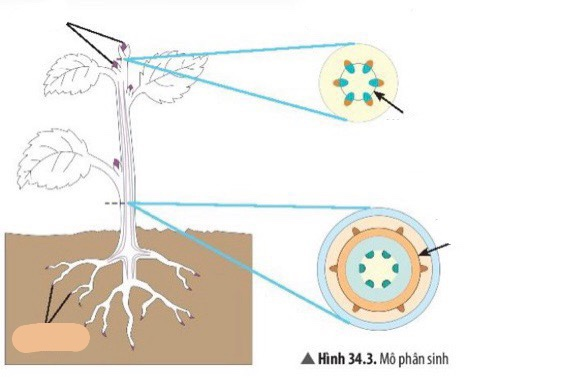 ▲ Hình 34.3. Mô phân sinh